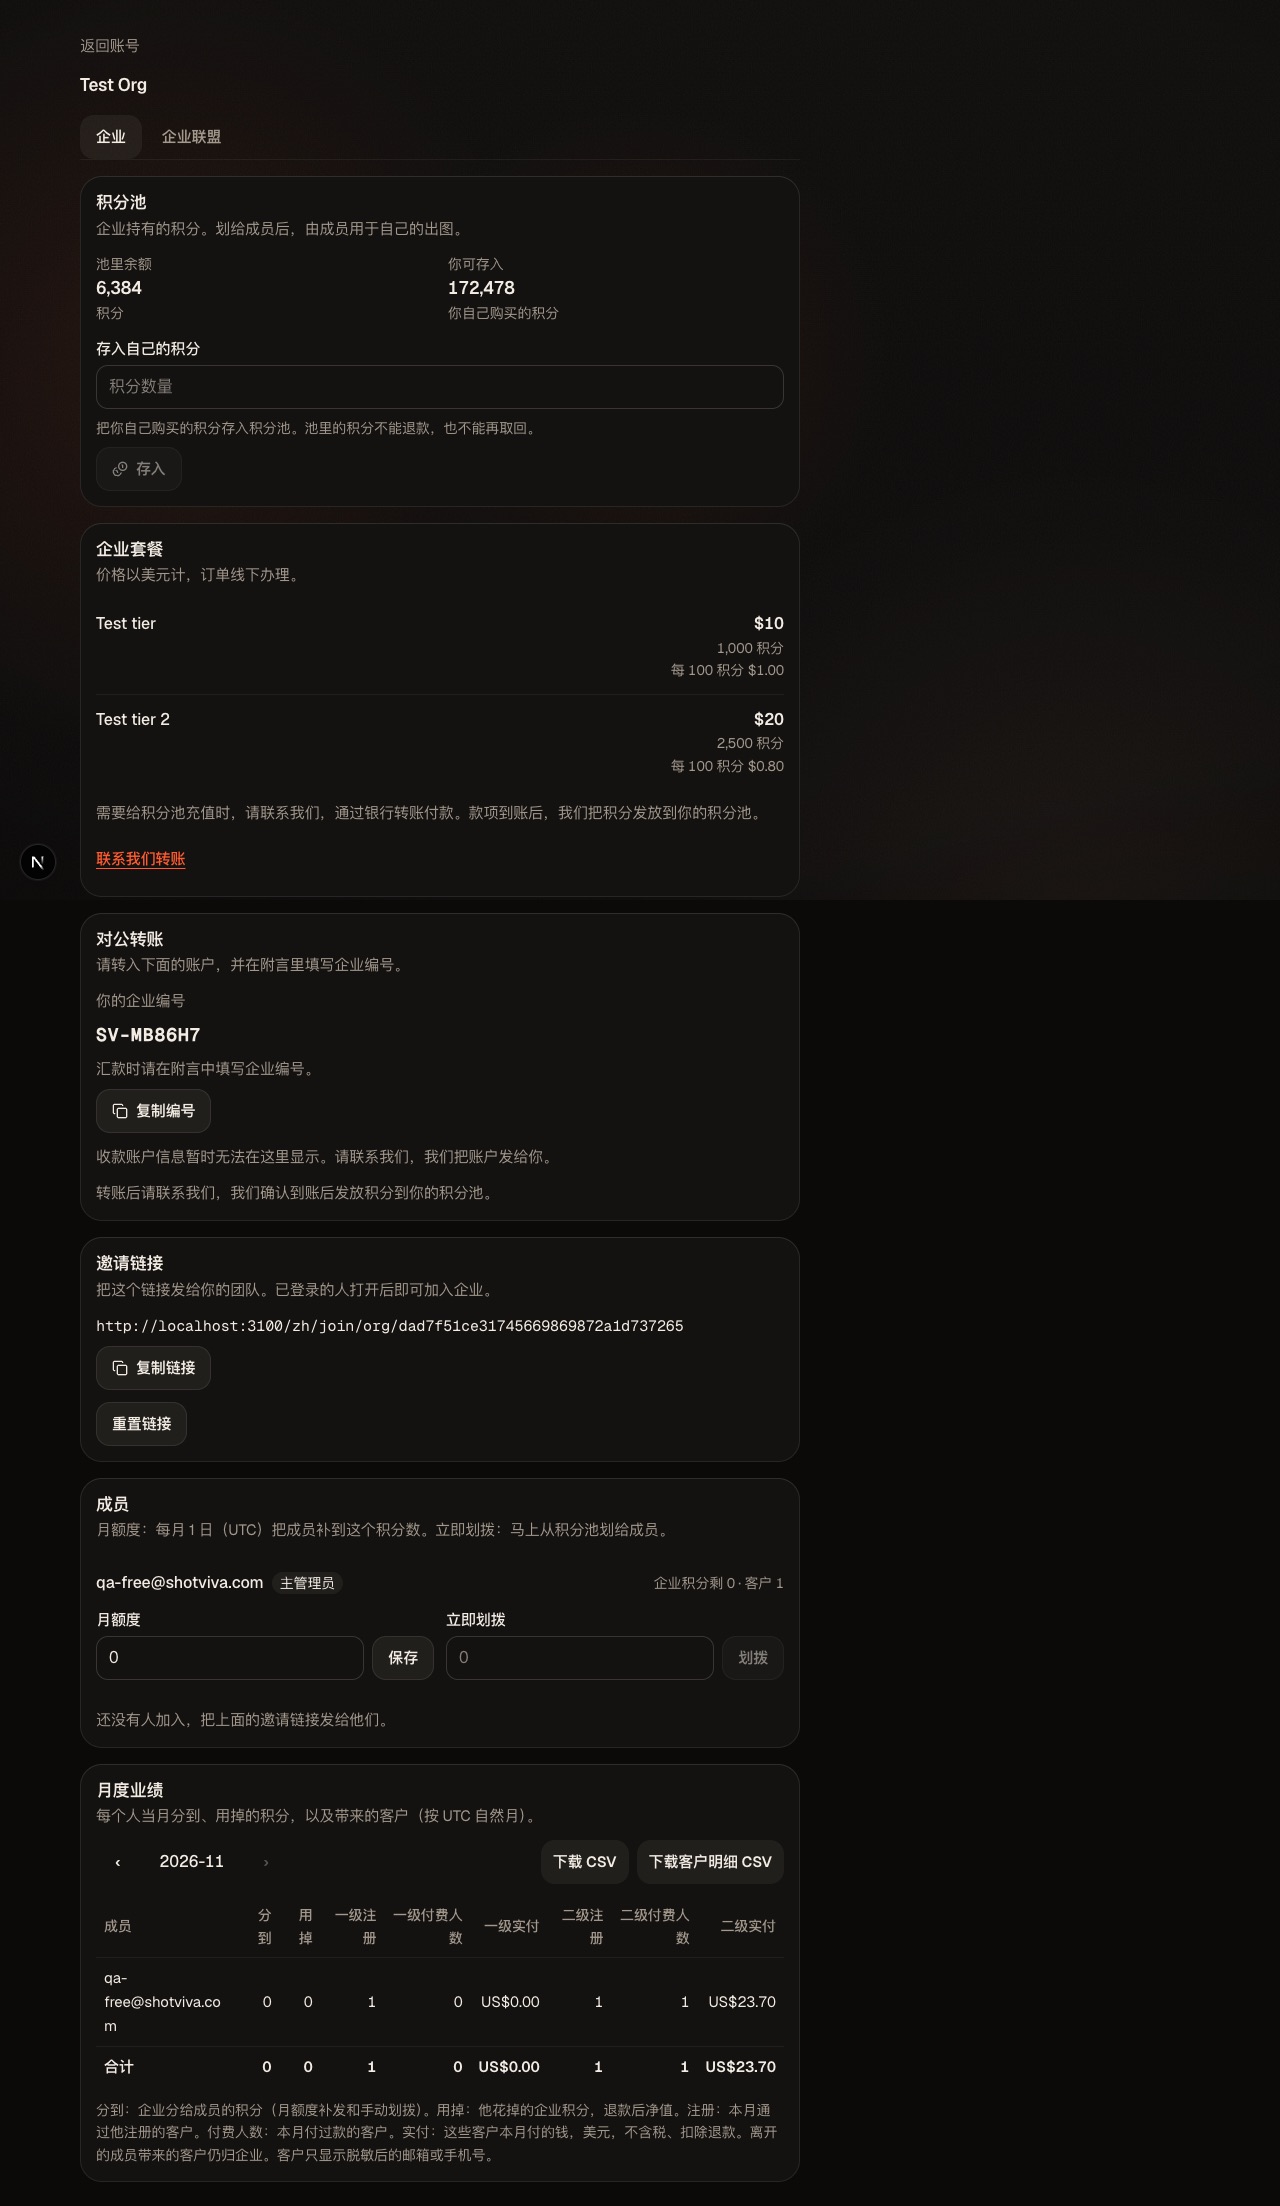 返回账号
Test Org
企业
企业联盟
积分池
企业持有的积分。划给成员后，由成员用于自己的出图。
池里余额
你可存入
6,384
172,478
积分
你自己购买的积分
存入自己的积分
积分数量
把你自己购买的积分存入积分池。池里的积分不能退款，也不能再取回。
存入
企业套餐
价格以美元计，订单线下办理。
Test tier
$10
1,000 积分
每 100 积分 $1.00
Test tier 2
$20
2,500 积分
每 100 积分 $0.80
需要给积分池充值时，请联系我们，通过银行转账付款。款项到账后，我们把积分发放到你的积分池。
联系我们转账
对公转账
请转入下面的账户，并在附言里填写企业编号。
你的企业编号
SV-MB86H7
汇款时请在附言中填写企业编号。
复制编号
收款账户信息暂时无法在这里显示。请联系我们，我们把账户发给你。
转账后请联系我们，我们确认到账后发放积分到你的积分池。
邀请链接
把这个链接发给你的团队。已登录的人打开后即可加入企业。
http://localhost:3100/zh/join/org/dad7f51ce31745669869872a1d737265
复制链接
重置链接
成员
月额度：每月 1 日（UTC）把成员补到这个积分数。立即划拨：马上从积分池划给成员。
qa-free@shotviva.com 主管理员
企业积分剩 0 · 客户 1
月额度
立即划拨
0
保存
0
划拨
还没有人加入，把上面的邀请链接发给他们。
月度业绩
每个人当月分到、用掉的积分，以及带来的客户（按 UTC 自然月）。
‹ 2026-11 ›
下载 CSV
下载客户明细 CSV
成员 分到 用掉 一级注册 一级付费人数 一级实付 二级注册 二级付费人数 二级实付
qa-free@shotviva.com 0 0 1 0 US$0.00 1 1 US$23.70
合计 0 0 1 0 US$0.00 1 1 US$23.70
分到：企业分给成员的积分（月额度补发和手动划拨）。用掉：他花掉的企业积分，退款后净值。注册：本月通
过他注册的客户。付费人数：本月付过款的客户。实付：这些客户本月付的钱，美元，不含税、扣除退款。离开
的成员带来的客户仍归企业。客户只显示脱敏后的邮箱或手机号。